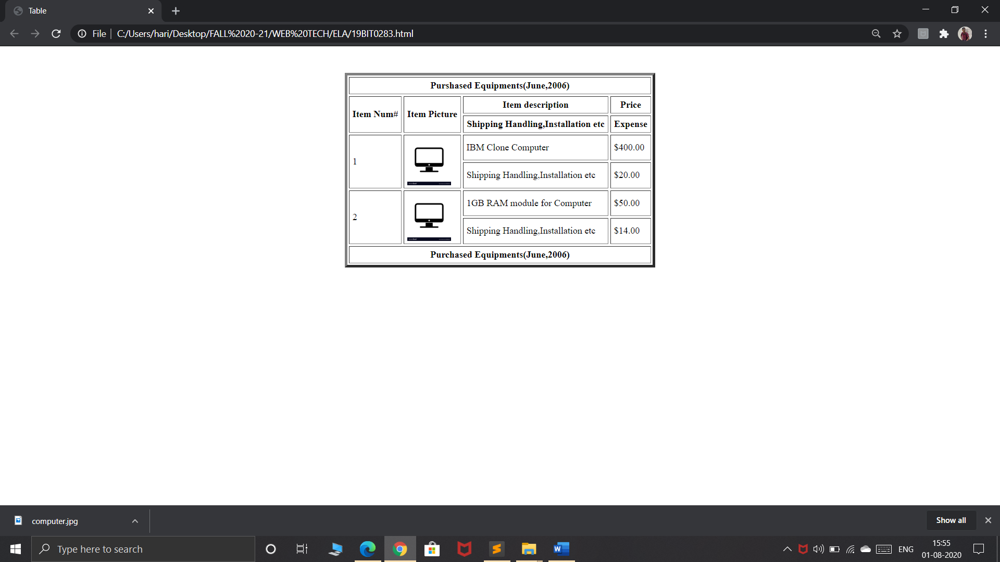 Table
File
C:/Users/hari/Desktop/FALL%2020-21/WEB%20TECH/ELA/19BIT0283.html
Purshased Equipments(June,2006)
Item Num# Item Picture Item description Price
Shipping Handling,Installation etc Expense
1 IBM Clone Computer $400.00
Shipping Handling,Installation etc $20.00
2 1GB RAM module for Computer $50.00
Shipping Handling,Installation etc $14.00
Purchased Equipments(June,2006)
computer.jpg Show all
Type here to search
ENG
15:55
01-08-2020